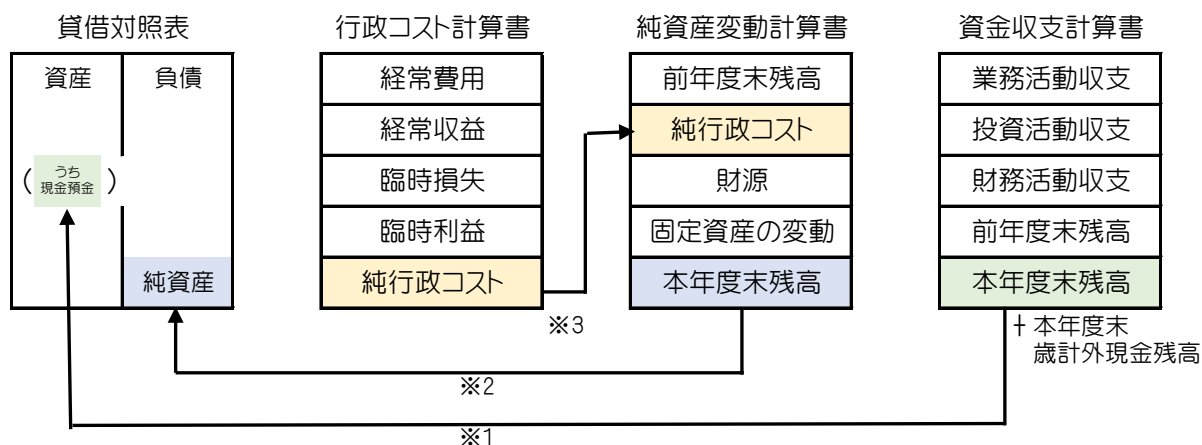 貸借対照表
資産
負債
(うち
現金預金)
純資産
行政コスト計算書
経常費用
経常収益
臨時損失
臨時利益
純行政コスト
純資産変動計算書
前年度末残高
純行政コスト
財源
固定資産の変動
本年度末残高
資金収支計算書
業務活動収支
投資活動収支
財務活動収支
前年度末残高
本年度末残高
+ 本年度末
歳計外現金残高
※3
※2
※1